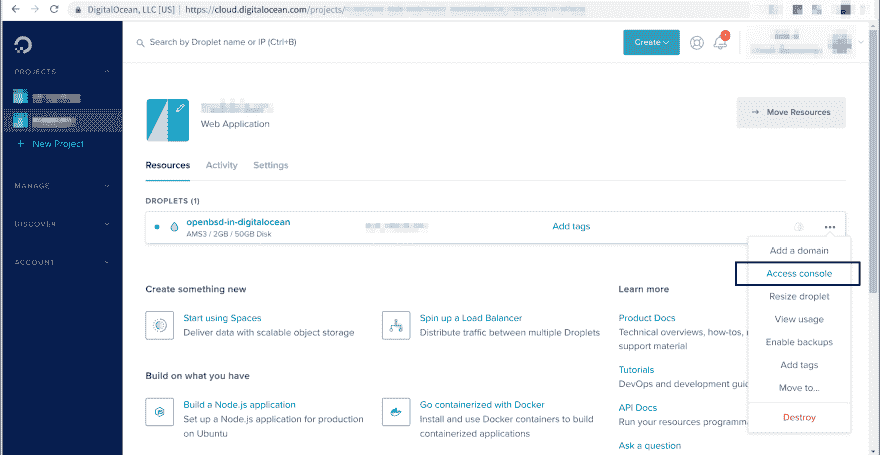 DigitalOcean, LLC [US] | https://cloud.digitalocean.com/projects/
Search by Droplet name or IP (Ctrl+B)
Create
PROJECTS
New Project
MANAGE
DISCOVER
ACCOUNT
Web Application
Move Resources
Resources Activity Settings
DROPLETS (1)
openbsd-in-digitalocean
AMS3 / 2GB / 50GB Disk
Add tags
Add a domain
Access console
Resize droplet
View usage
Enable backups
Add tags
Move to...
Destroy
Create something new
Start using Spaces
Deliver data with scalable object storage
Spin up a Load Balancer
Distribute traffic between multiple Droplets
Build on what you have
Build a Node.js application
Set up a Node.js application for production
on Ubuntu
Go containerized with Docker
Install and use Docker containers to build
containerized applications
Learn more
Product Docs
Technical overviews, how-tos,
support material
Tutorials
DevOps and development
API Docs
Run your resources
Ask a question